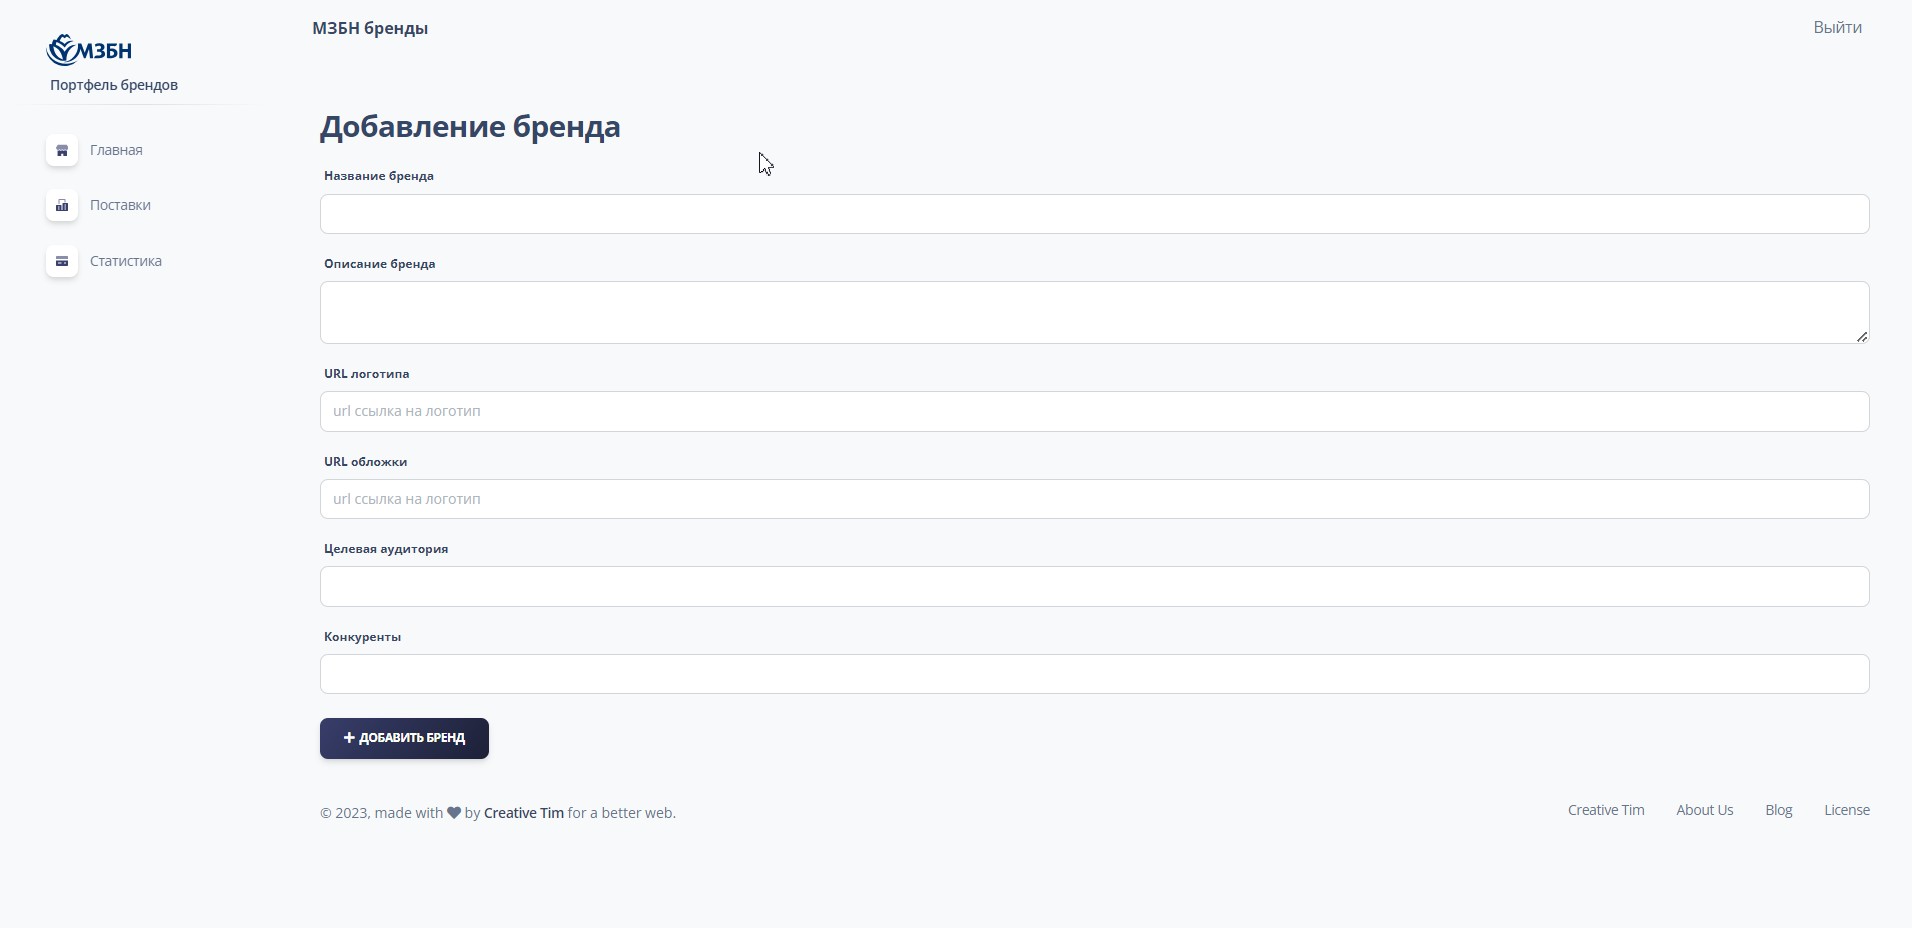 МЗБН
Портфель брендов
Главная
Поставки
Статистика
МЗБН бренды
Выйти
Добавление бренда
Название бренда
Описание бренда
URL логотипа
url ссылка на логотип
URL обложки
url ссылка на логотип
Целевая аудитория
Конкуренты
ДОБАВИТЬ БРЕНД
© 2023, made with by Creative Tim for a better web.
Creative Tim About Us Blog License